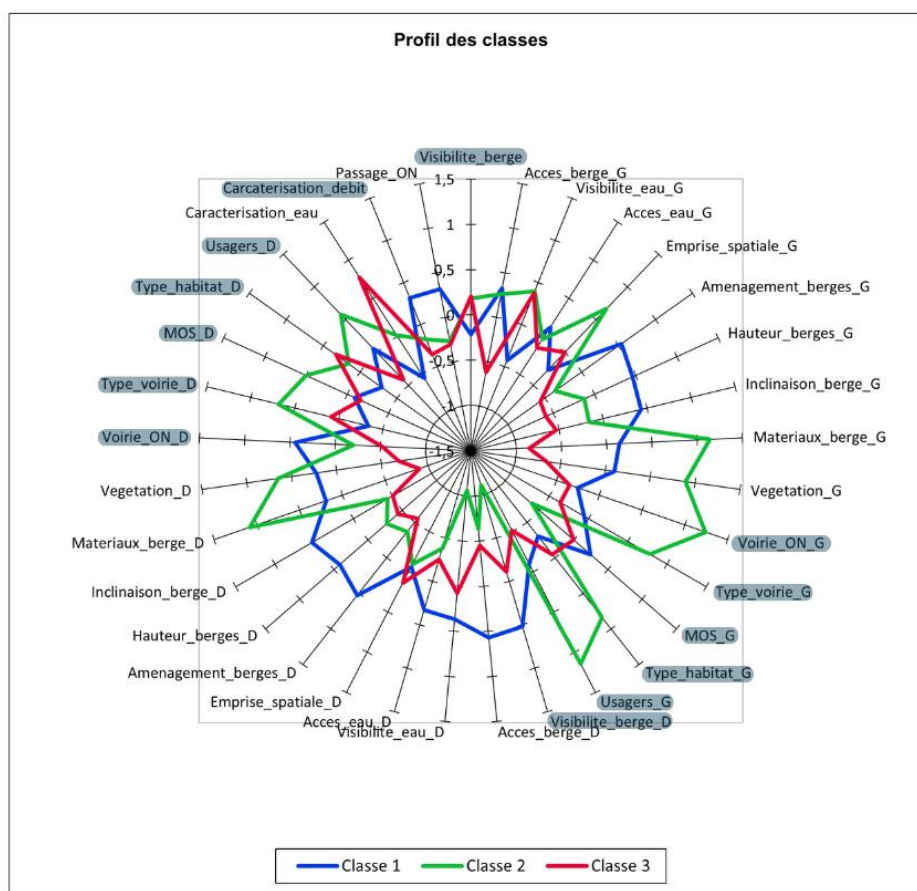 Profil des classes
Visibilite_berge
Acces_berge_G
Visibilite_eau_G
Acces_eau_G
Emprise_spatiale_G
Amenagement_berges_G
Hauteur_berges_G
Inclinaison_berge_G
Materiaux_berge_G
Vegetation_G
Voirie_ON_G
Type_voirie_G
MOS_G
Type_habitat_G
Usagers_G
Visibilite_berge_D
Acces_berge_D
Visibilite_eau_D
Acces_eau_D
Emprise_spatiale_D
Amenagement_berges_D
Hauteur_berges_D
Inclinaison_berge_D
Materiaux_berge_D
Vegetation_D
Voirie_ON_D
Type_voirie_D
MOS_D
Type_habitat_D
Usagers_D
Caracterisation_eau
Carcaterisation_debit
Passage_ON
1,5
1
0,5
0
-0,5
1
-1,5
Classe 1
Classe 2
Classe 3